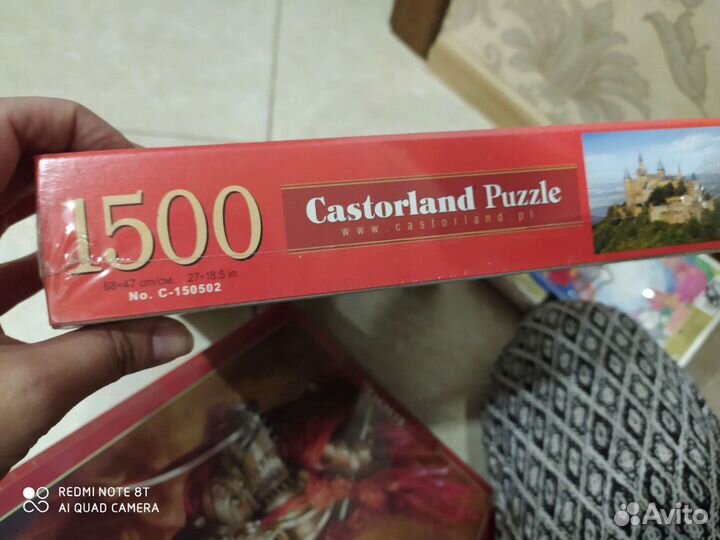 1500
Castorland Puzzle
www.castorland.pl
68×47 cm/см. 27×18.5 in.
No. C-150502
REDMI NOTE 8T
AI QUAD CAMERA
Avito